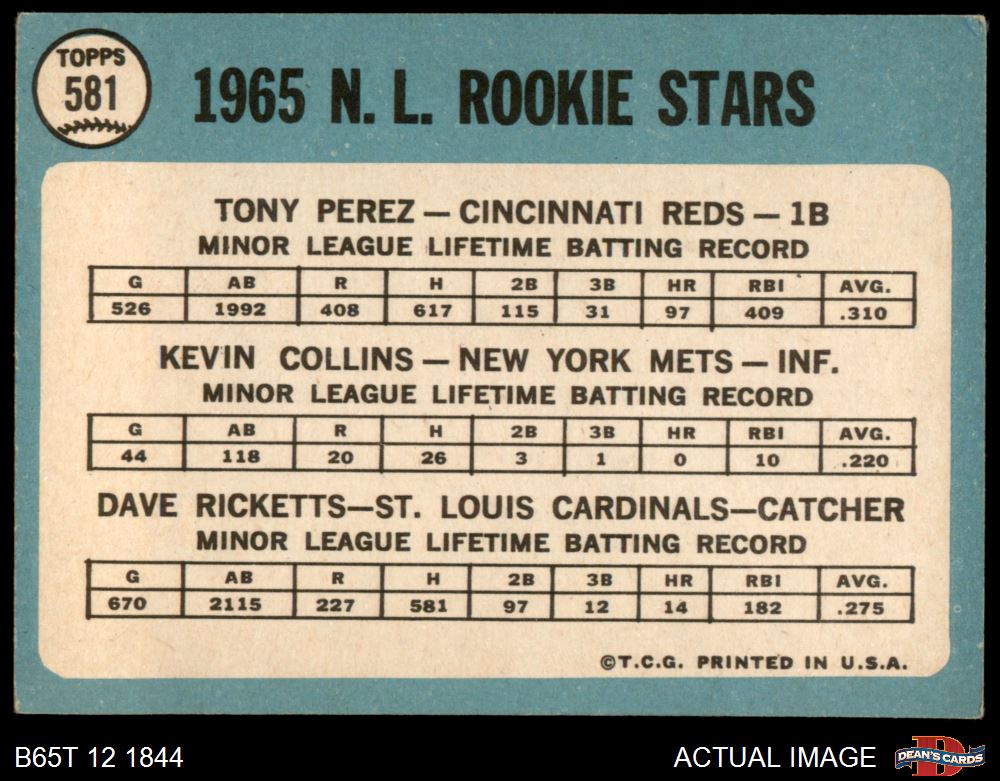 TOPPS
581
1965 N. L. ROOKIE STARS
TONY PEREZ — CINCINNATI REDS — 1B
MINOR LEAGUE LIFETIME BATTING RECORD
G AB R H 2B 3B HR RBI AVG.
526 1992 408 617 115 31 97 409 .310
KEVIN COLLINS — NEW YORK METS — INF.
MINOR LEAGUE LIFETIME BATTING RECORD
G AB R H 2B 3B HR RBI AVG.
44 118 20 26 3 1 0 10 .220
DAVE RICKETTS—ST. LOUIS CARDINALS—CATCHER
MINOR LEAGUE LIFETIME BATTING RECORD
G AB R H 2B 3B HR RBI AVG.
670 2115 227 581 97 12 14 182 .275
©T.C.G. PRINTED IN U.S.A.
B65T 12 1844 ACTUAL IMAGE DEAN'S CARDS